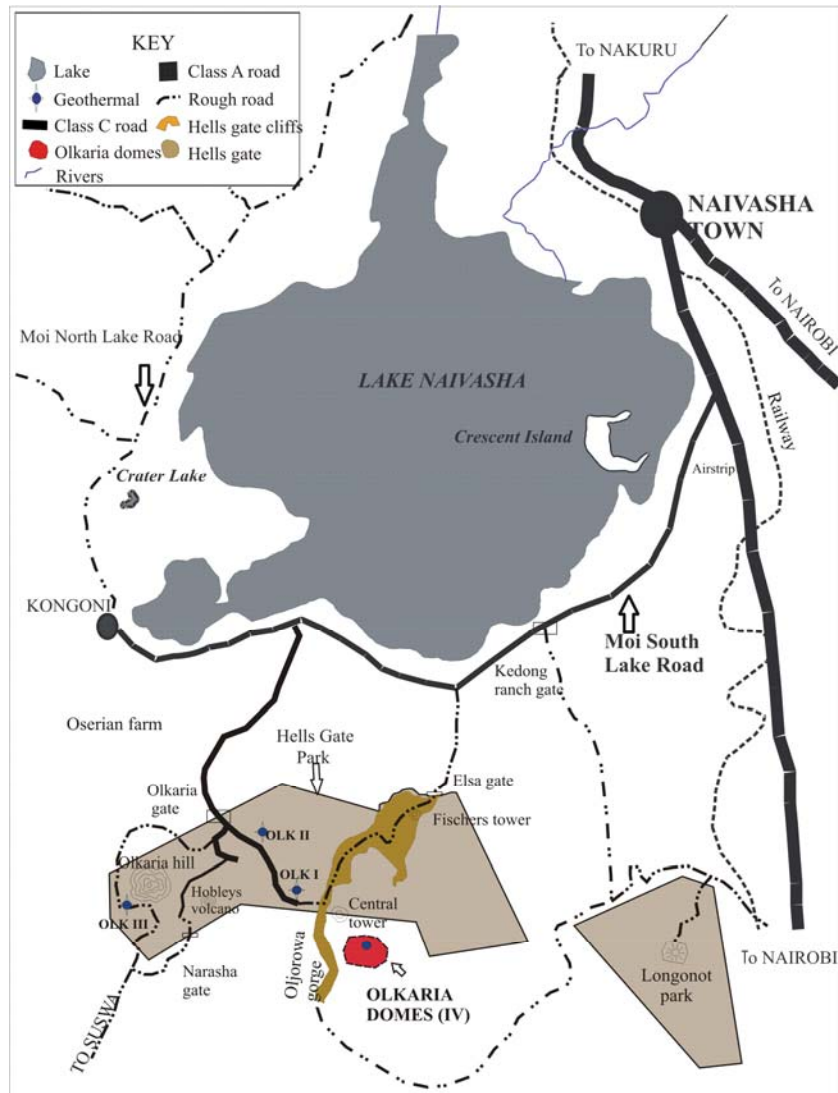 KEY
Lake
Class A road
Geothermal
Rough road
Class C road
Hells gate cliffs
Olkaria domes
Hells gate
Rivers
To NAKURU
NAIVASHA
TOWN
To NAIROBI
Moi North Lake Road
LAKE NAIVASHA
Railway
Crescent Island
Airstrip
Crater Lake
KONGONI
Moi South
Lake Road
Kedong
ranch gate
Oserian farm
Hells Gate
Park
Olkaria
gate
Elsa gate
Fischers tower
OLK II
Olkaria hill
OLK I
Hobleys
volcano
Central
tower
OLK III
Narasha
gate
Oljorowa
gorge
OLKARIA
DOMES (IV)
TO SUSWA
Longonot
park
To NAIROBI